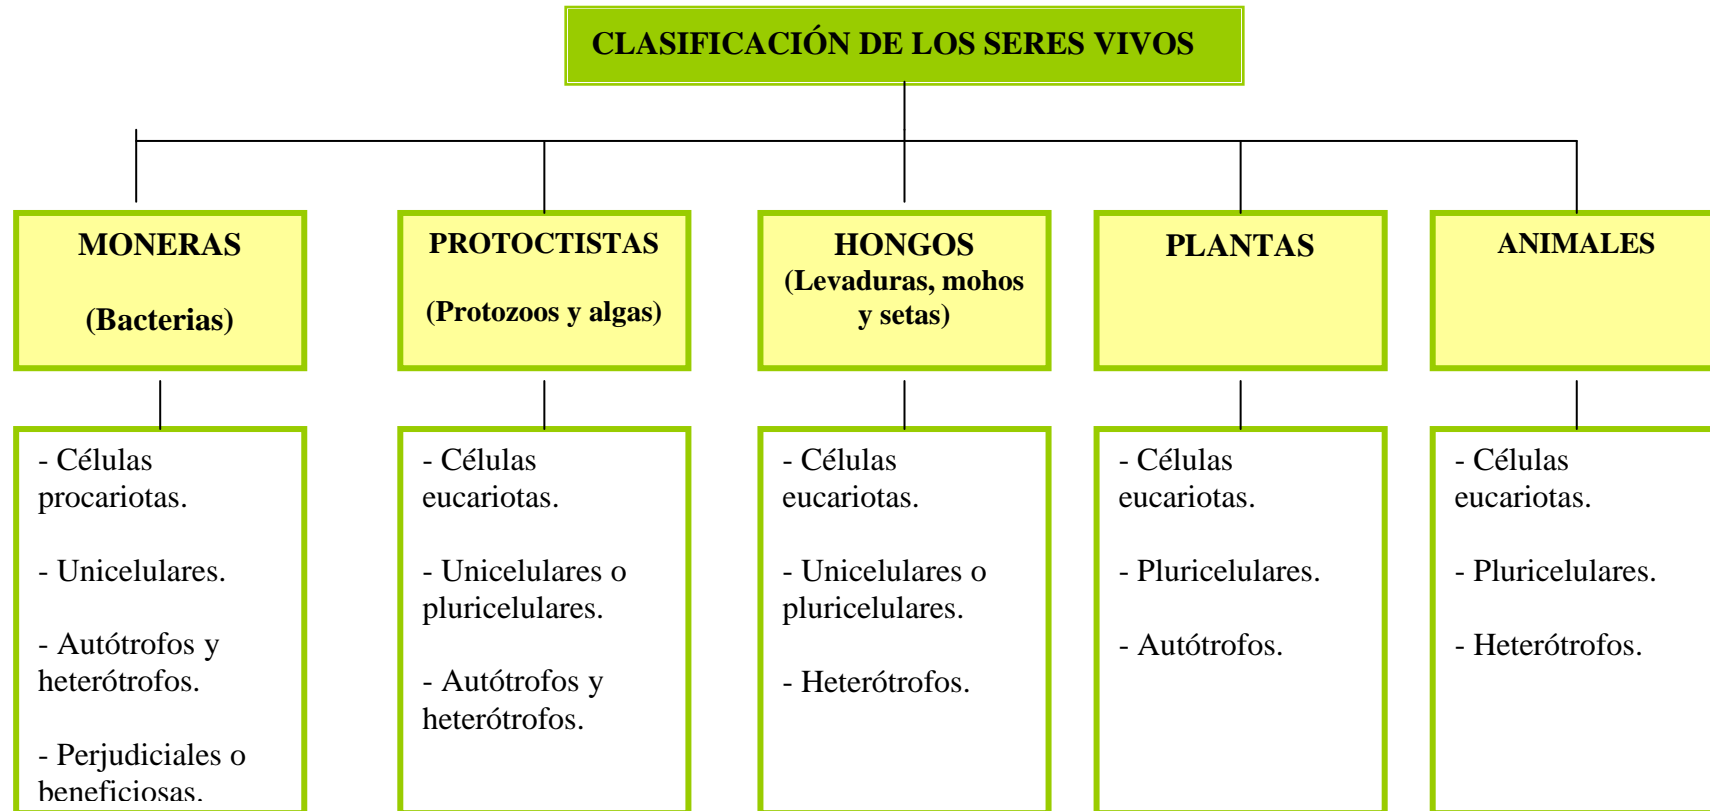 CLASIFICACIÓN DE LOS SERES VIVOS
MONERAS
(Bacterias)
PROTOCTISTAS
(Protozoos y algas)
HONGOS
(Levaduras, mohos
y setas)
PLANTAS
ANIMALES
- Células
procariotas.
- Unicelulares.
- Autótrofos y
heterótrofos.
- Perjudiciales o
beneficiosas.
- Células
eucariotas.
- Unicelulares o
pluricelulares.
- Autótrofos y
heterótrofos.
- Células
eucariotas.
- Unicelulares o
pluricelulares.
- Heterótrofos.
- Células
eucariotas.
- Pluricelulares.
- Autótrofos.
- Células
eucariotas.
- Pluricelulares.
- Heterótrofos.